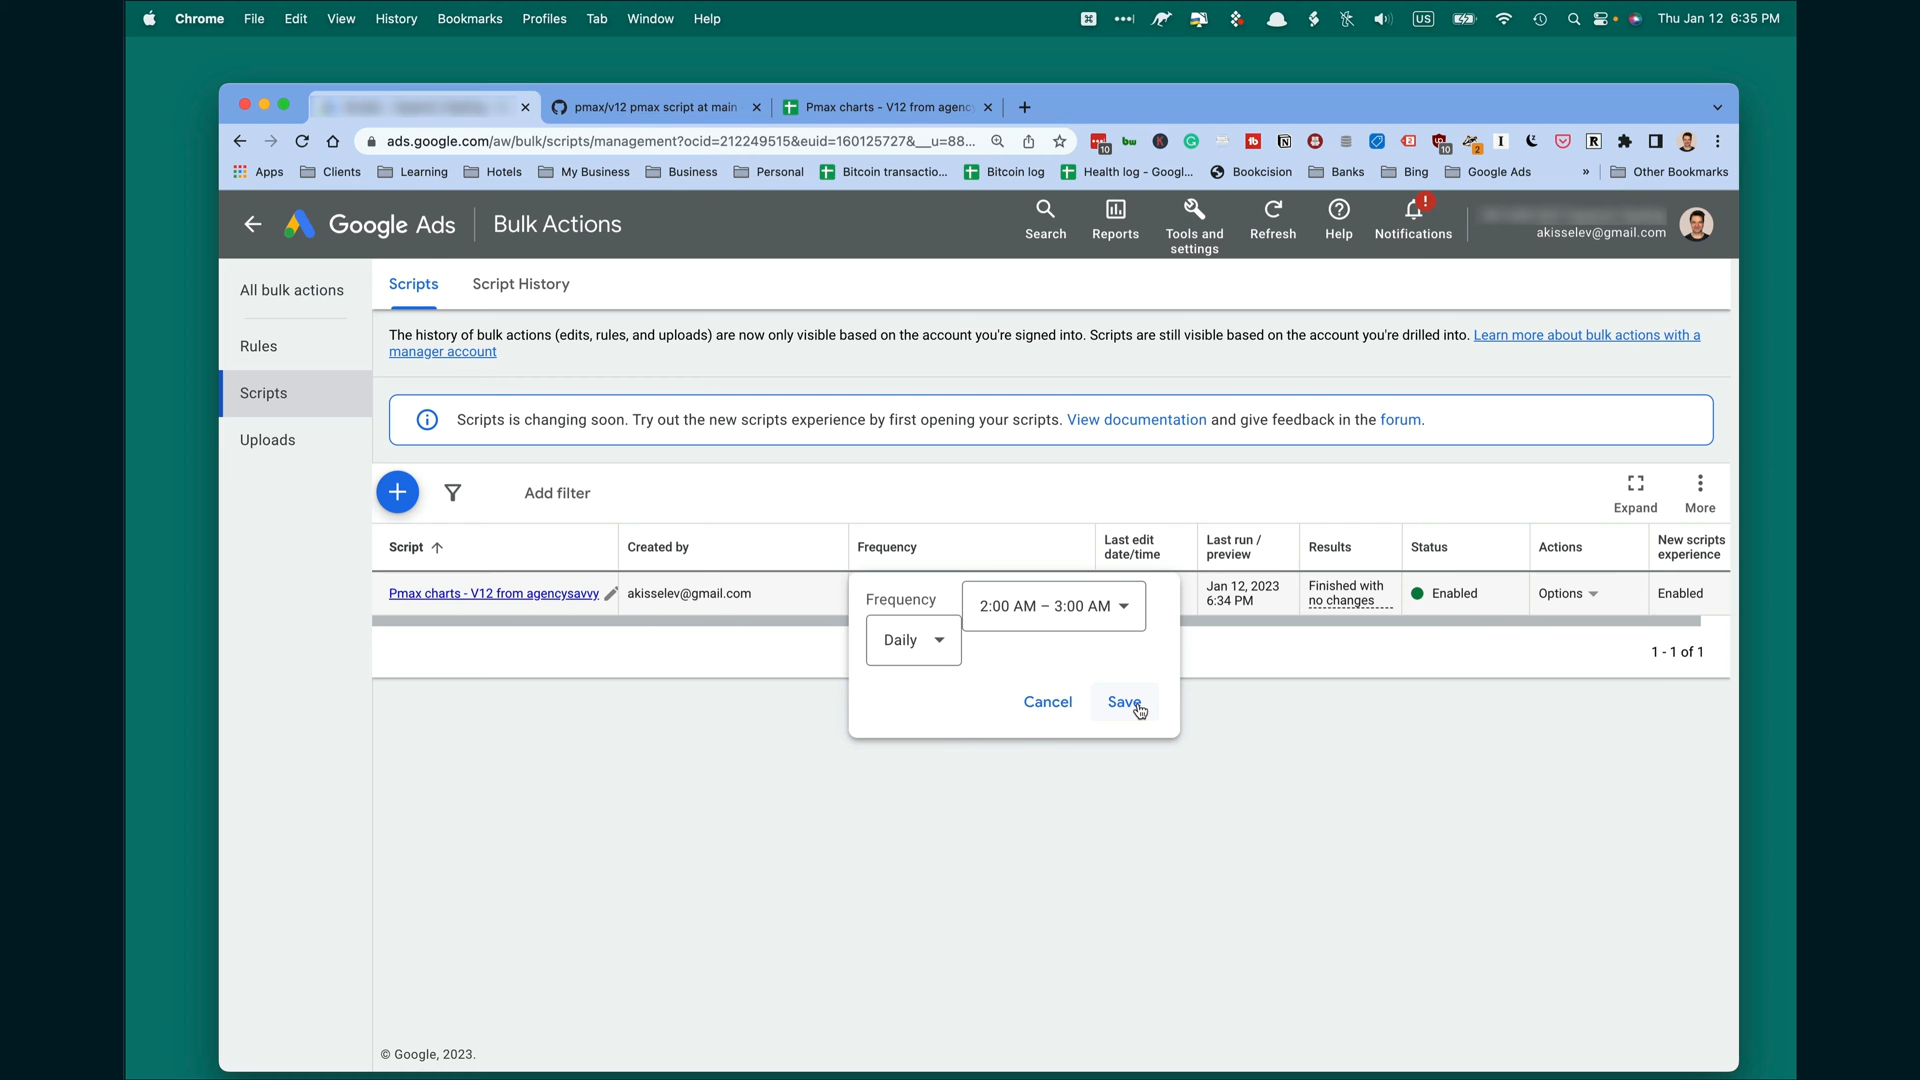 Chrome File Edit View History Bookmarks Profiles Tab Window Help US Thu Jan 12 6:35 PM
pmax/v12 pmax script at main Pmax charts - V12 from agenc
ads.google.com/aw/bulk/scripts/management?ocid=212249515&euid=160125727&__u=88...
Apps Clients Learning Hotels My Business Business Personal Bitcoin transactio... Bitcoin log Health log - Googl... Bookcision Banks Bing Google Ads » Other Bookmarks
Google Ads Bulk Actions
Search Reports Tools and settings Refresh Help Notifications
akisselev@gmail.com
All bulk actions
Rules
Scripts
Uploads
Scripts Script History
The history of bulk actions (edits, rules, and uploads) are now only visible based on the account you're signed into. Scripts are still visible based on the account you're drilled into. Learn more about bulk actions with a
manager account
Scripts is changing soon. Try out the new scripts experience by first opening your scripts. View documentation and give feedback in the forum.
Add filter
Expand More
Script Created by Frequency Last edit date/time Last run / preview Results Status Actions New scripts experience
Pmax charts - V12 from agencysavvy akisselev@gmail.com Jan 12, 2023 6:34 PM Finished with no changes Enabled Options Enabled
Frequency 2:00 AM – 3:00 AM
Daily
Cancel Save
1 - 1 of 1
© Google, 2023.